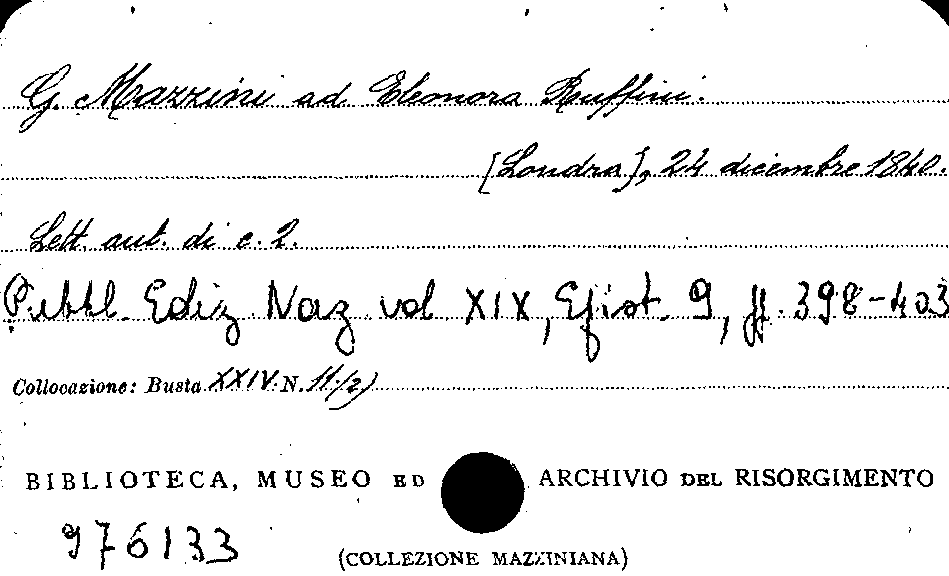 G. Mazzini ad Eleonora Ruffini.
[Londra], 24 dicembre 1840.
Lett. aut. di c. 2.
Pubbl. Ediz Naz vol XIX, Epist. 9, pp. 398-403
Collocazione: Busta XXIV N. 11(2)
BIBLIOTECA, MUSEO ED ARCHIVIO DEL RISORGIMENTO
976133
(COLLEZIONE MAZZINIANA)